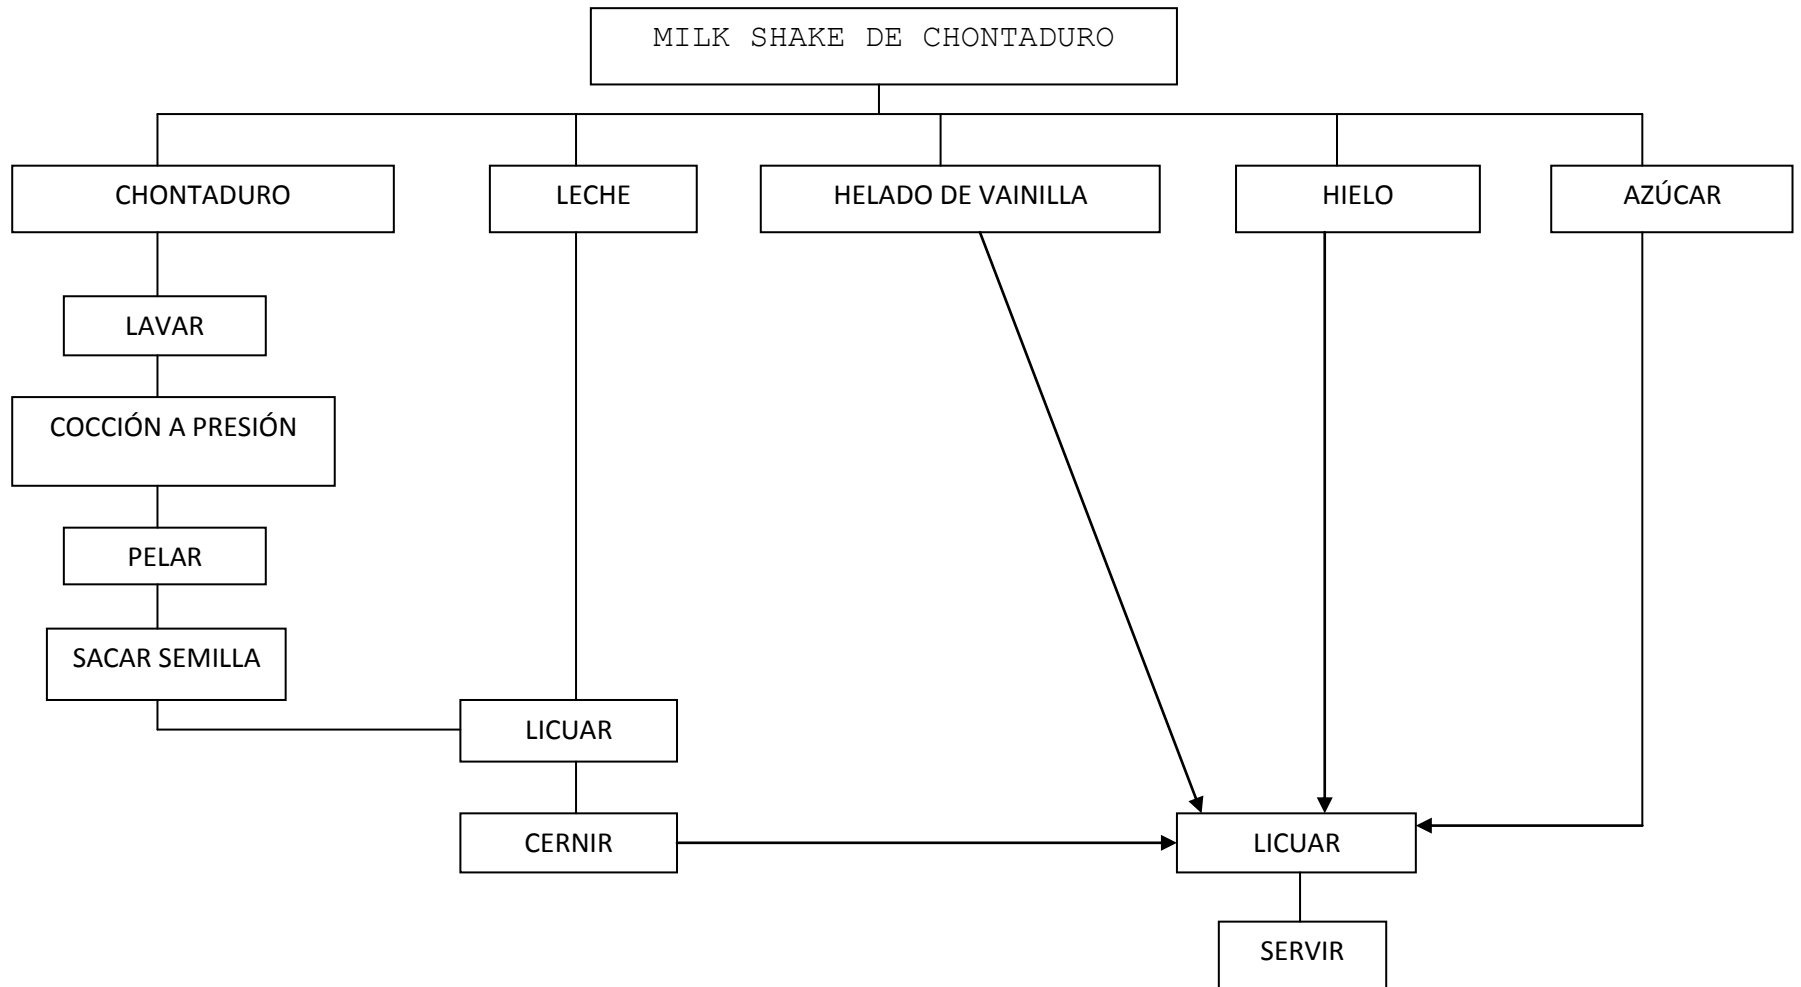 MILK SHAKE DE CHONTADURO
CHONTADURO
LECHE
HELADO DE VAINILLA
HIELO
AZÚCAR
LAVAR
COCCIÓN A PRESIÓN
PELAR
SACAR SEMILLA
LICUAR
CERNIR
LICUAR
SERVIR